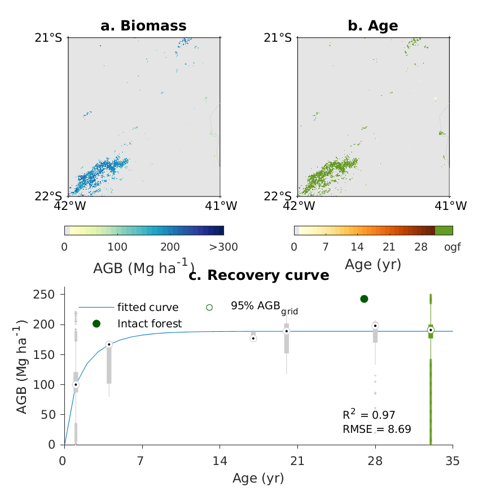 a. Biomass
b. Age
21°S
21°S
22°S
22°S
42°W
41°W
42°W
41°W
0 100 200 >300
0 7 14 21 28 ogf
AGB (Mg ha⁻¹)
Age (yr)
c. Recovery curve
fitted curve
95% AGB_grid
Intact forest
250
200
150
100
50
0
AGB (Mg ha⁻¹)
R² = 0.97
RMSE = 8.69
0 7 14 21 28 35
Age (yr)